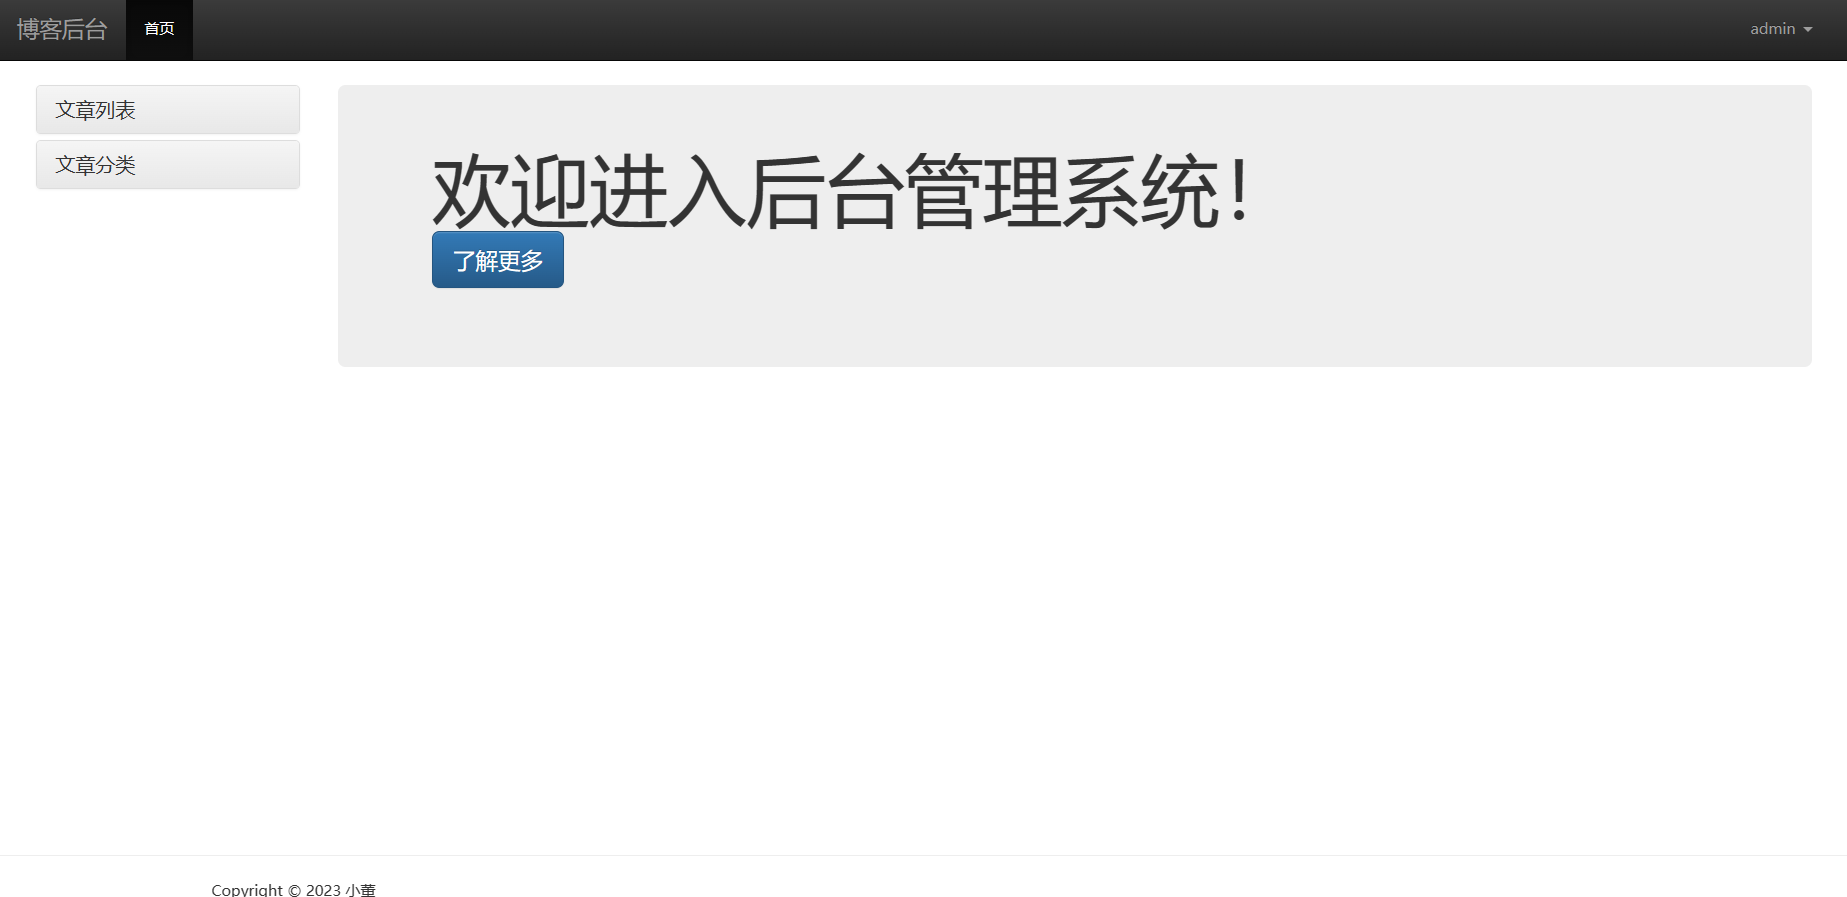 博客后台 首页 admin
文章列表
文章分类
欢迎进入后台管理系统！
了解更多
Copyright © 2023 小董